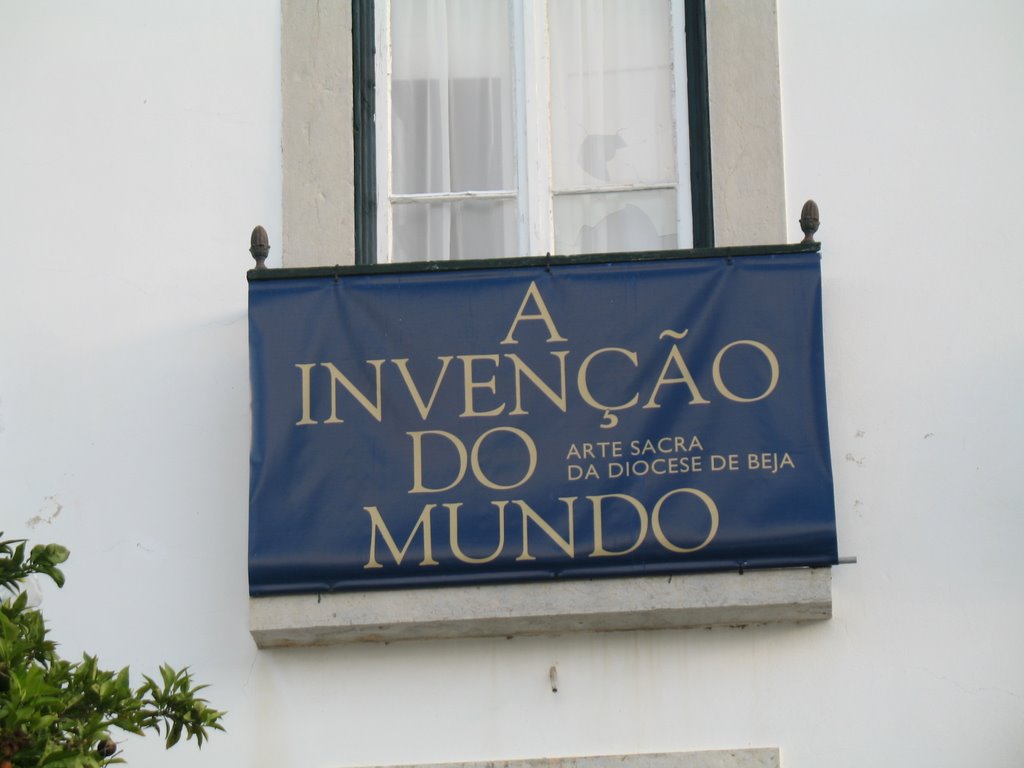 A
INVENÇÃO
DO
ARTE SACRA
DA DIOCESE DE BEJA
MUNDO